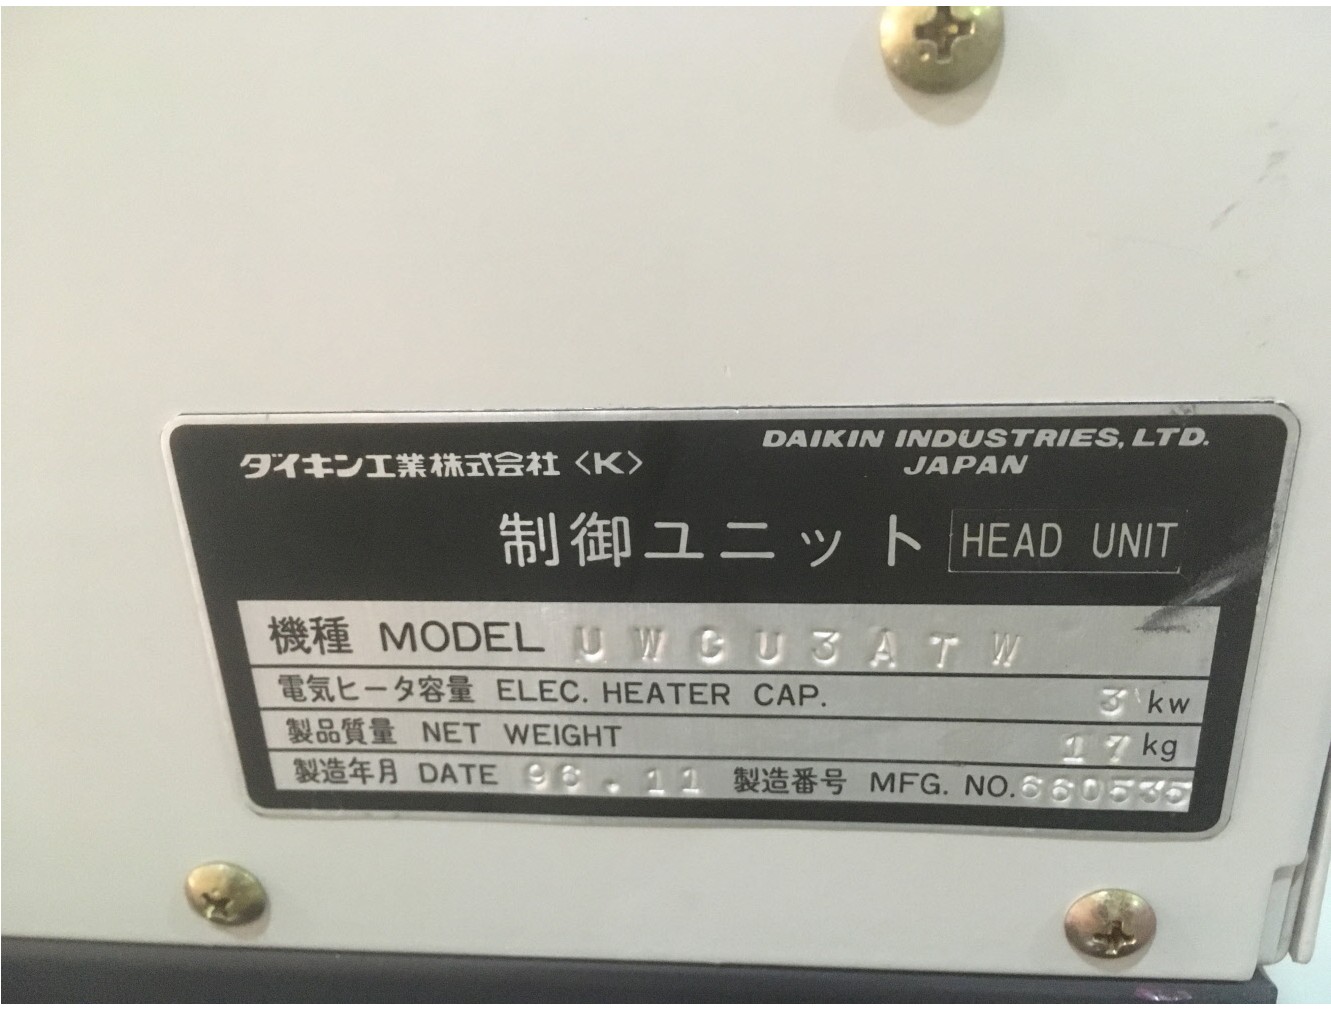 ダイキン工業株式会社〈K〉
DAIKIN INDUSTRIES, LTD.
JAPAN
制御ユニット HEAD UNIT
機種 MODEL UWGU3ATW
電気ヒータ容量 ELEC. HEATER CAP. 3 kw
製品質量 NET WEIGHT 17 kg
製造年月 DATE 96.11 製造番号 MFG. NO. 660535